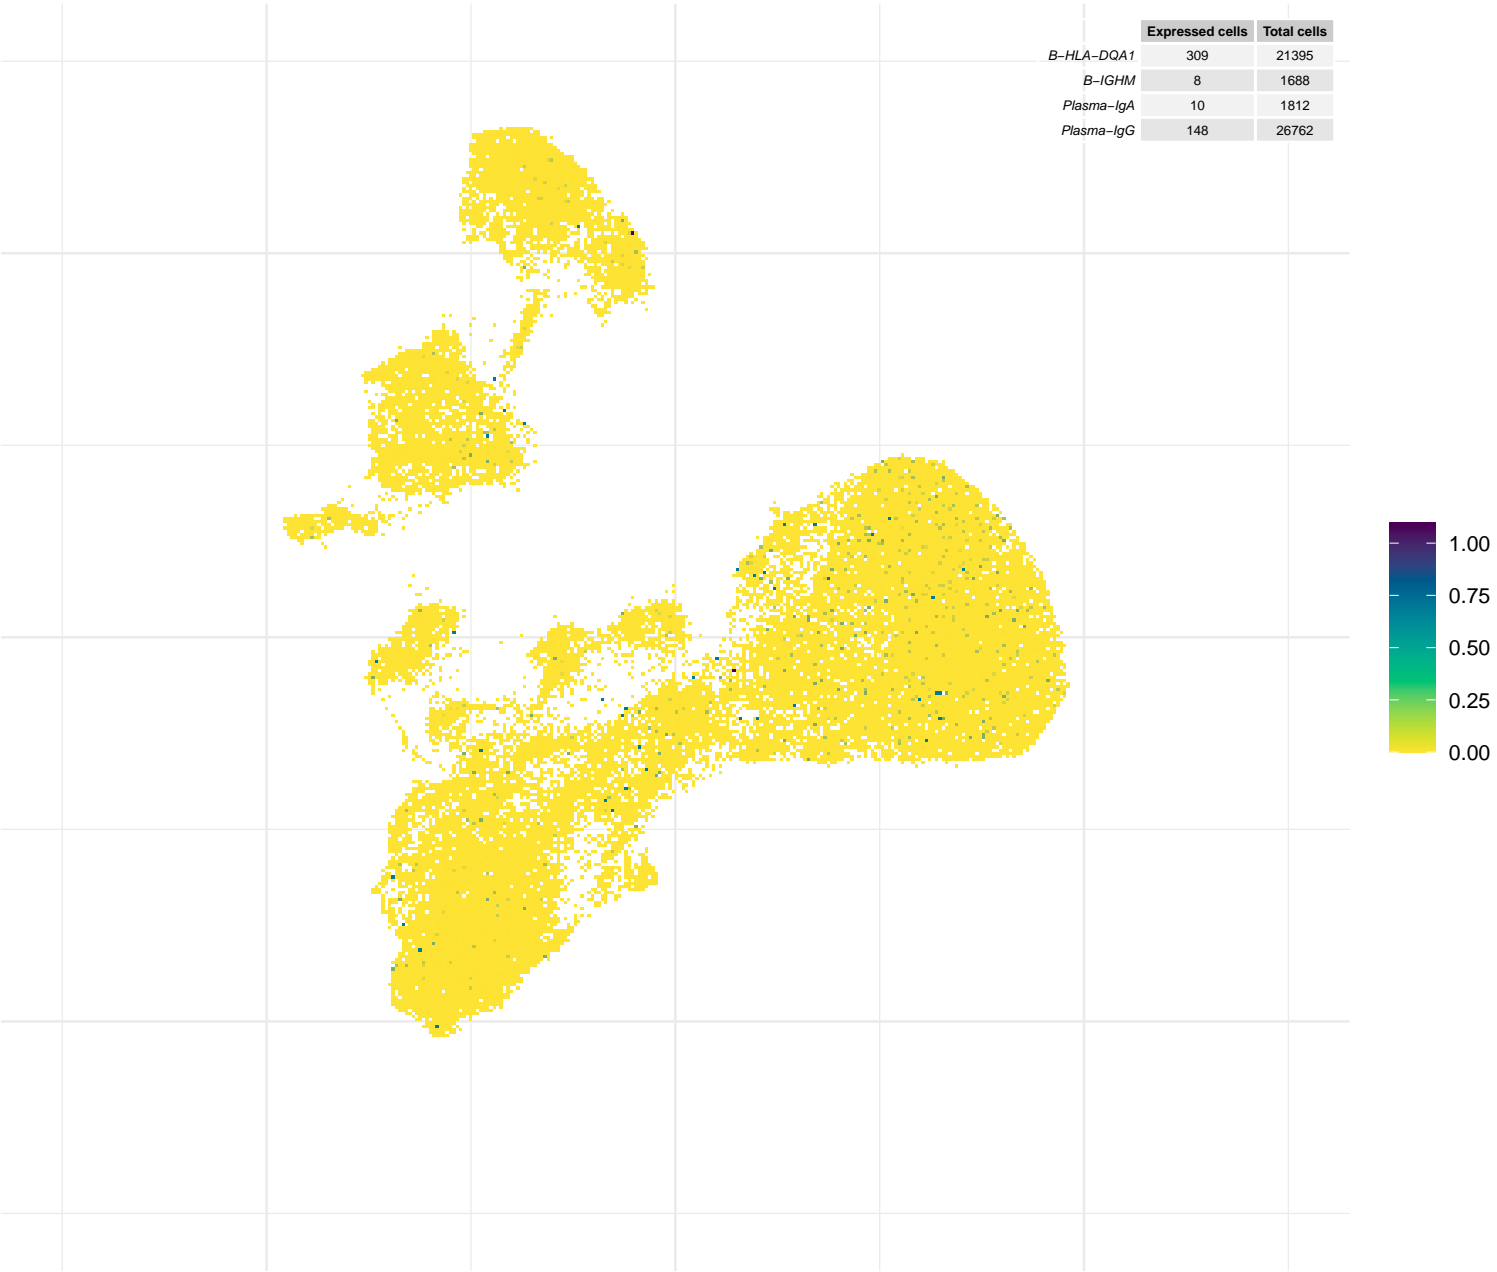 Expressed cells Total cells
B–HLA–DQA1 309 21395
B–IGHM 8 1688
Plasma–IgA 10 1812
Plasma–IgG 148 26762
1.00
0.75
0.50
0.25
0.00